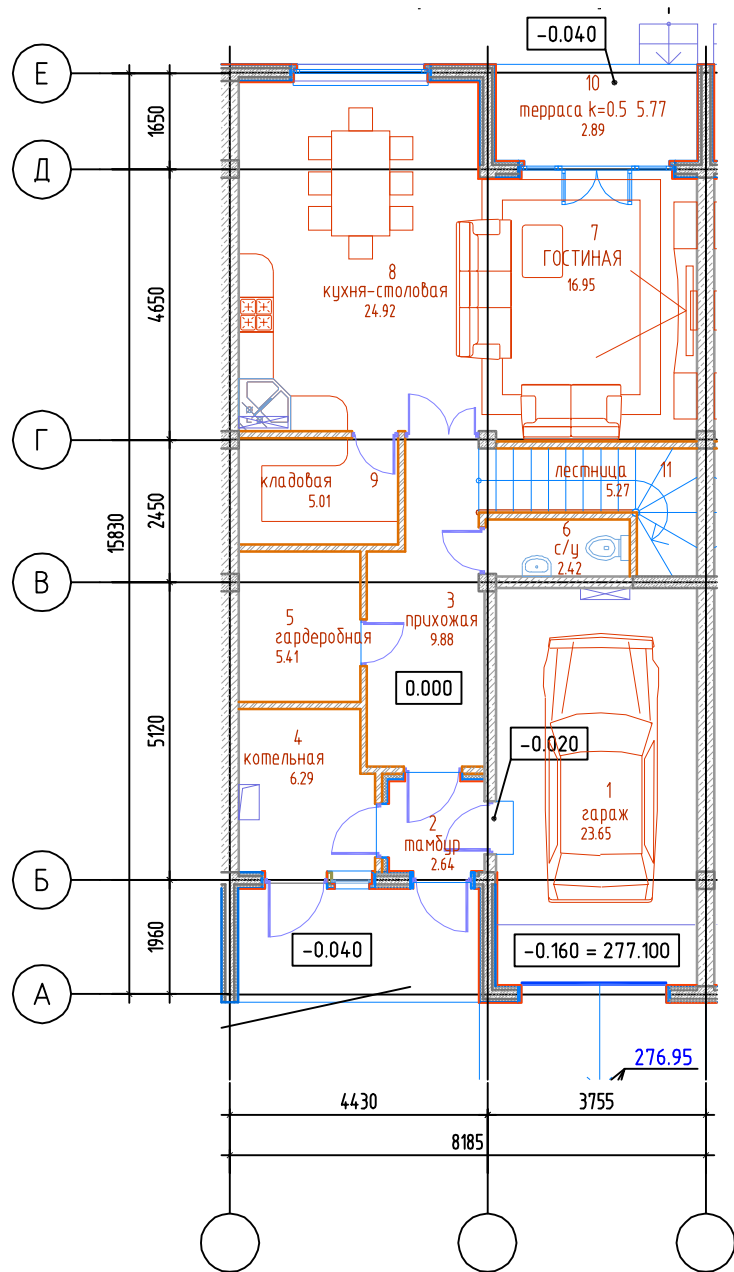 -0.040
Е
10
терраса k=0.5 5.77
2.89
1650
Д
7
ГОСТИНАЯ
16.95
8
кухня-столовая
24.92
4650
Г
кладовая
9
5.01
лестница
11
5.27
2450
15830
6
с/у
2.42
В
3
прихожая
9.88
5
гардеробная
5.41
0.000
5120
4
котельная
6.29
-0.020
1
гараж
23.65
2
тамбур
2.64
Б
1960
-0.040
-0.160 = 277.100
А
276.95
4430
3755
8185